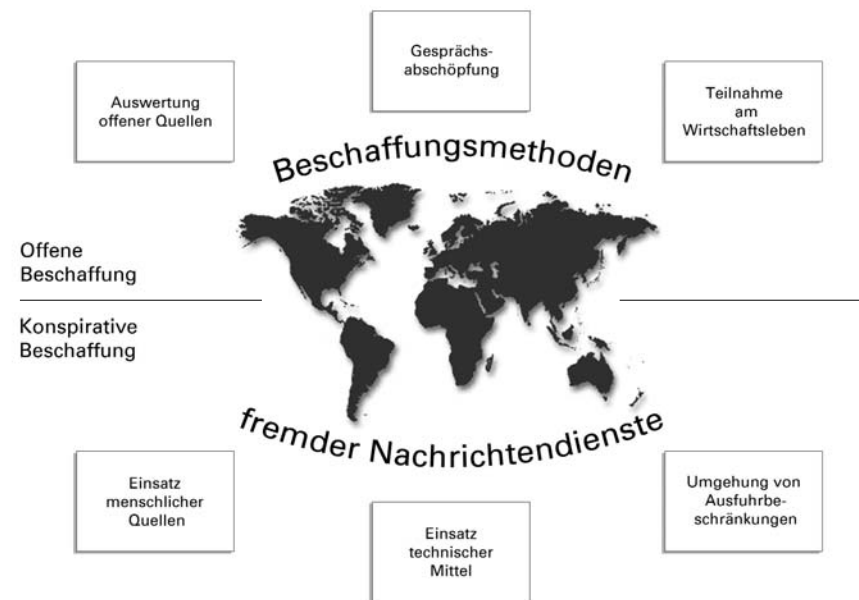 Gesprächs-
abschöpfung
Auswertung
offener Quellen
Teilnahme
am
Wirtschaftsleben
Beschaffungsmethoden
Offene
Beschaffung
Konspirative
Beschaffung
fremder Nachrichtendienste
Einsatz
menschlicher
Quellen
Einsatz
technischer
Mittel
Umgehung von
Ausfuhrbe-
schränkungen